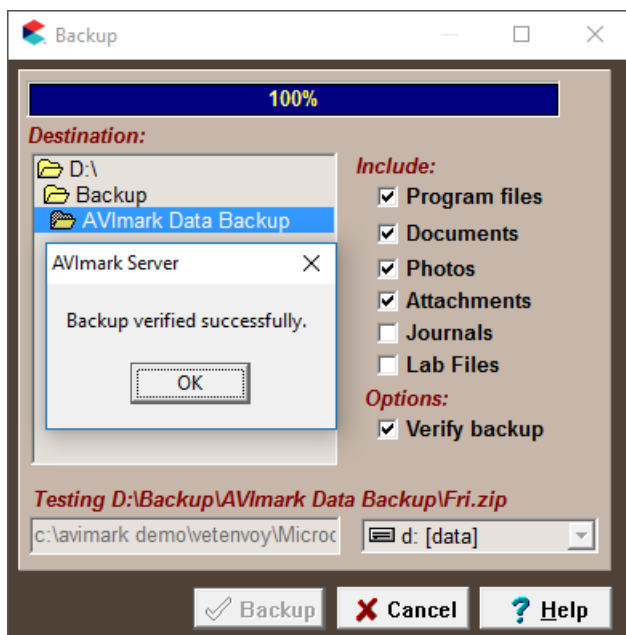 Backup
100%
Destination:
Include:
D:\
Backup
AVImark Data Backup
Program files
Documents
Photos
Attachments
Journals
Lab Files
AVImark Server
Backup verified successfully.
OK
Options:
Verify backup
Testing D:\Backup\AVImark Data Backup\Fri.zip
c:\avimark demo\vetenvoy\Microc
d: [data]
Backup
Cancel
Help